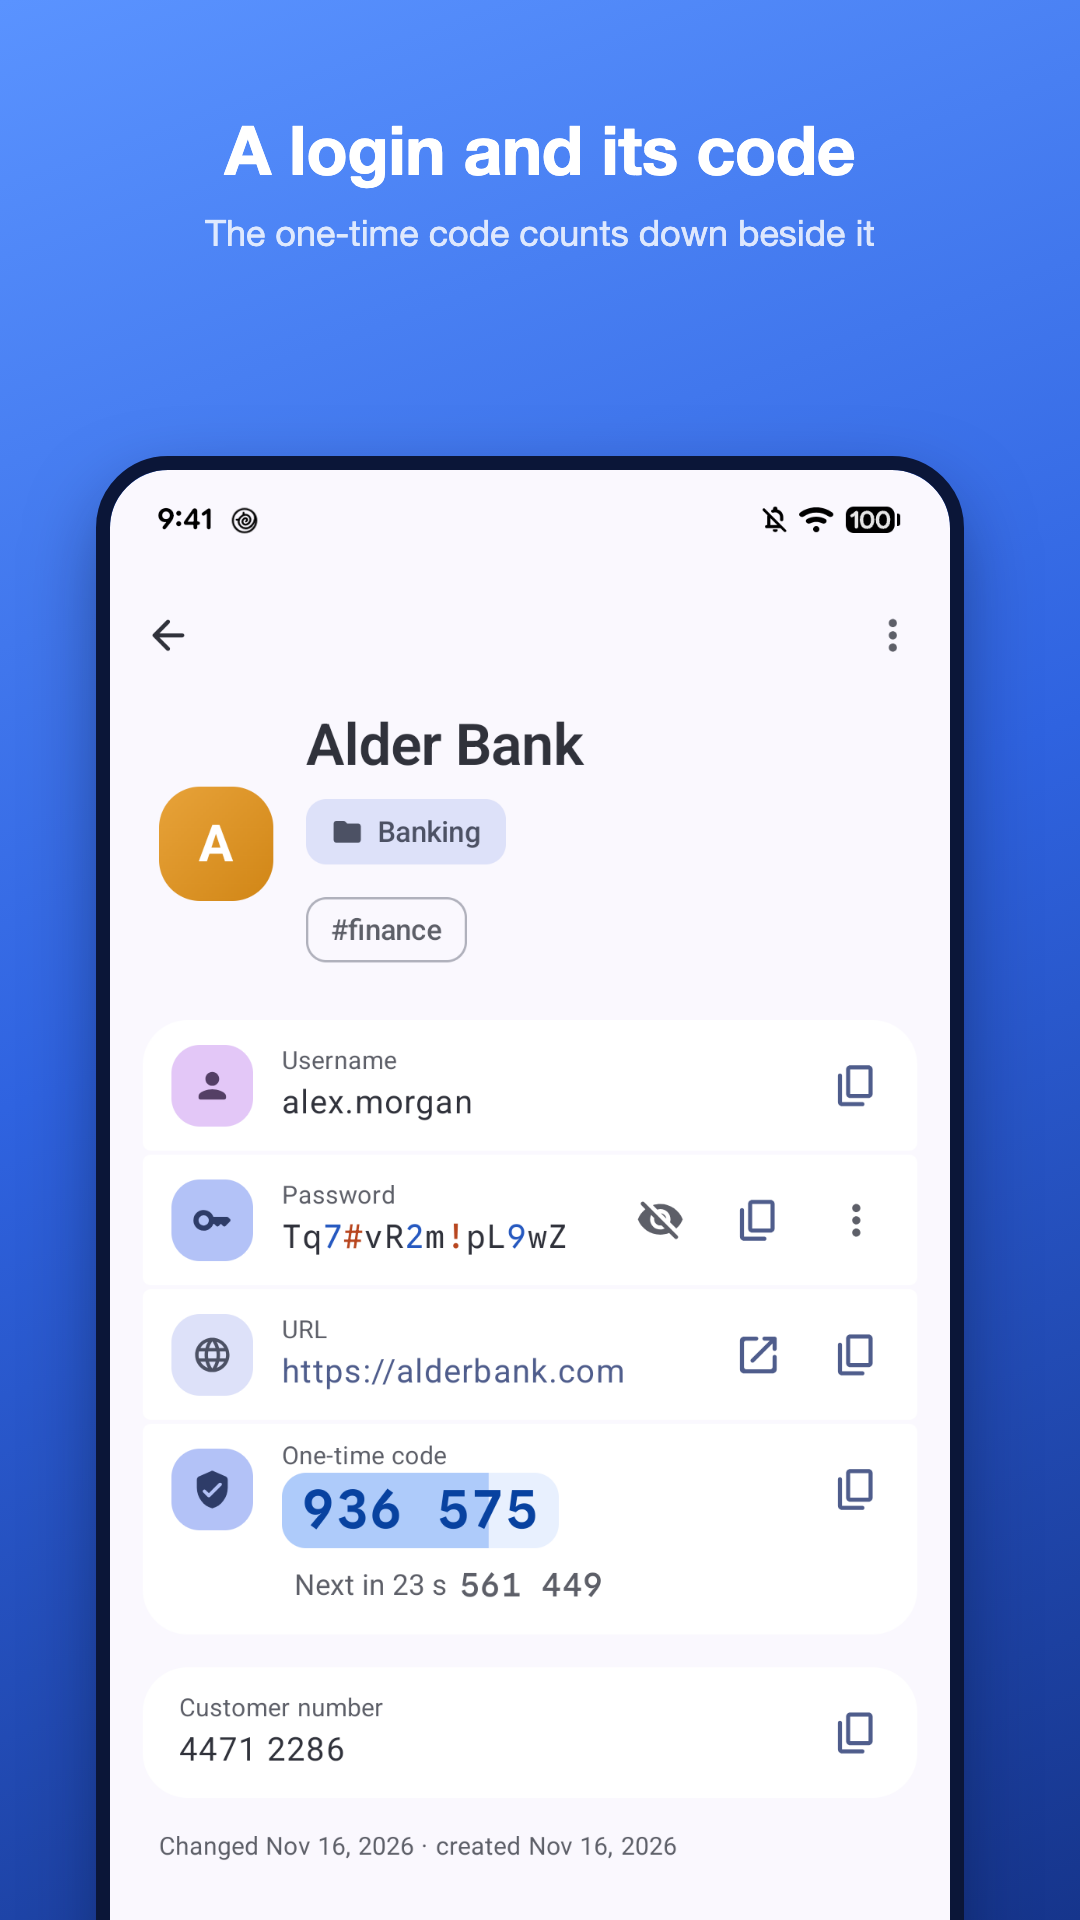 A login and its code
The one-time code counts down beside it
9:41
100
Alder Bank
A
Banking
#finance
Username
alex.morgan
Password
Tq7#vR2m!pL9wZ
URL
https://alderbank.com
One-time code
936 575
Next in 23 s 561 449
Customer number
4471 2286
Changed Nov 16, 2026 · created Nov 16, 2026